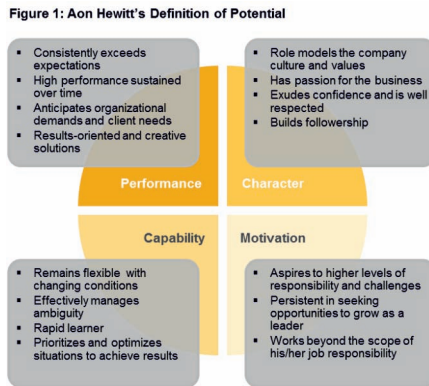 Figure 1: Aon Hewitt's Definition of Potential
▪ Consistently exceeds
expectations
▪ High performance sustained
over time
▪ Anticipates organizational
demands and client needs
▪ Results-oriented and creative
solutions
▪ Role models the company
culture and values
▪ Has passion for the business
▪ Exudes confidence and is well
respected
▪ Builds followership
Performance
Character
Capability
Motivation
▪ Remains flexible with
changing conditions
▪ Effectively manages
ambiguity
▪ Rapid learner
▪ Prioritizes and optimizes
situations to achieve results
▪ Aspires to higher levels of
responsibility and challenges
▪ Persistent in seeking
opportunities to grow as a
leader
▪ Works beyond the scope of
his/her job responsibility